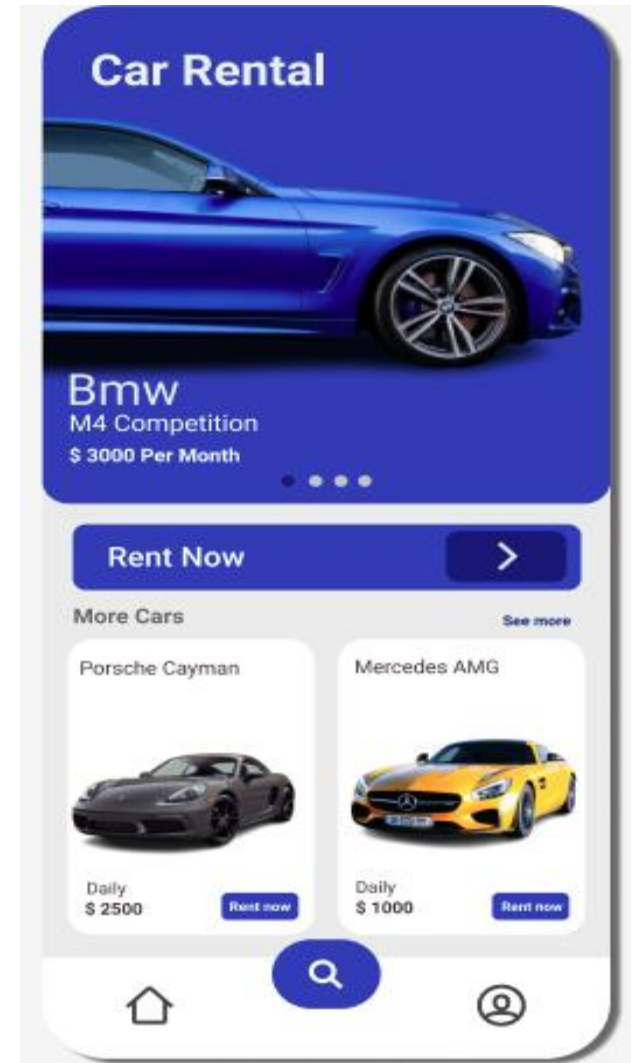 Car Rental
Bmw
M4 Competition
$ 3000 Per Month
Rent Now
More Cars
See more
Porsche Cayman
Mercedes AMG
Daily
$ 2500
Rent now
Daily
$ 1000
Rent now